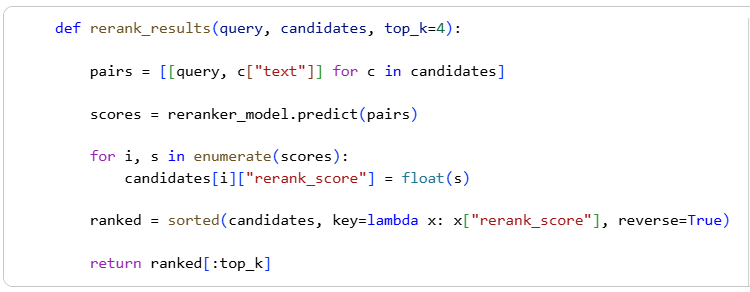 def rerank_results(query, candidates, top_k=4):
pairs = [[query, c["text"]] for c in candidates]
scores = reranker_model.predict(pairs)
for i, s in enumerate(scores):
candidates[i]["rerank_score"] = float(s)
ranked = sorted(candidates, key=lambda x: x["rerank_score"], reverse=True)
return ranked[:top_k]